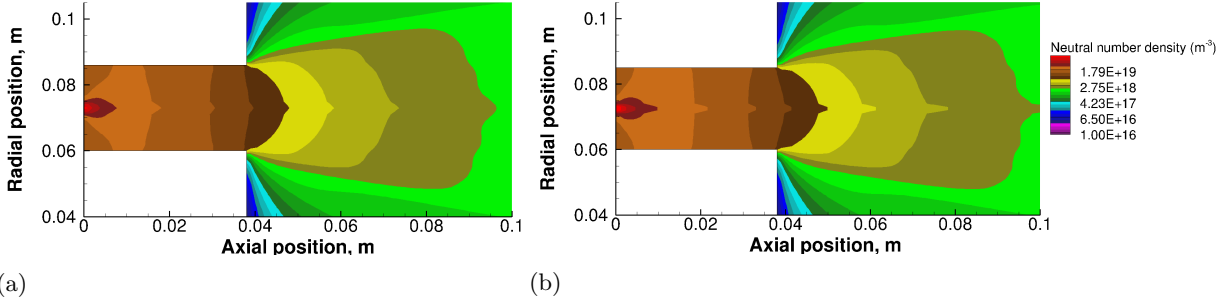 0.1
0.08
0.06
0.04
Radial position, m
0
0.02
0.04
0.06
0.08
0.1
Axial position, m
(a)
0.1
0.08
0.06
0.04
Radial position, m
0
0.02
0.04
0.06
0.08
0.1
Axial position, m
(b)
Neutral number density (m-3)
1.79E+19
2.75E+18
4.23E+17
6.50E+16
1.00E+16